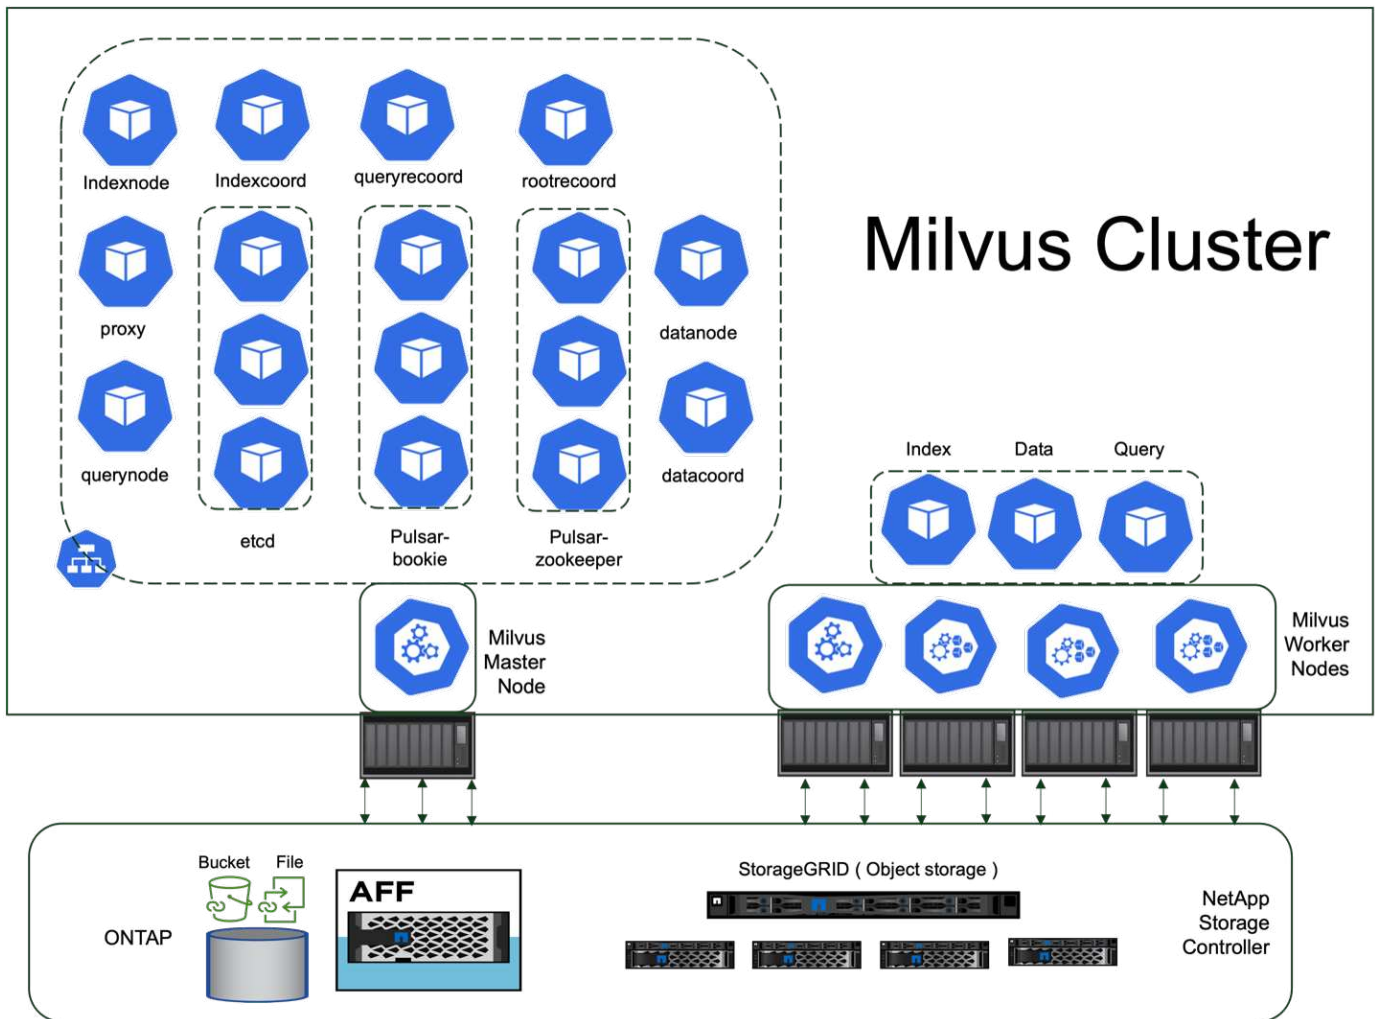 Indexnode
Indexcoord
queryrecoord
rootrecoord
Milvus Cluster
proxy
datanode
querynode
datacoord
etcd
Pulsar-
bookie
Pulsar-
zookeeper
Index
Data
Query
Milvus
Master
Node
Milvus
Worker
Nodes
Bucket
File
ONTAP
AFF
StorageGRID ( Object storage )
NetApp
Storage
Controller